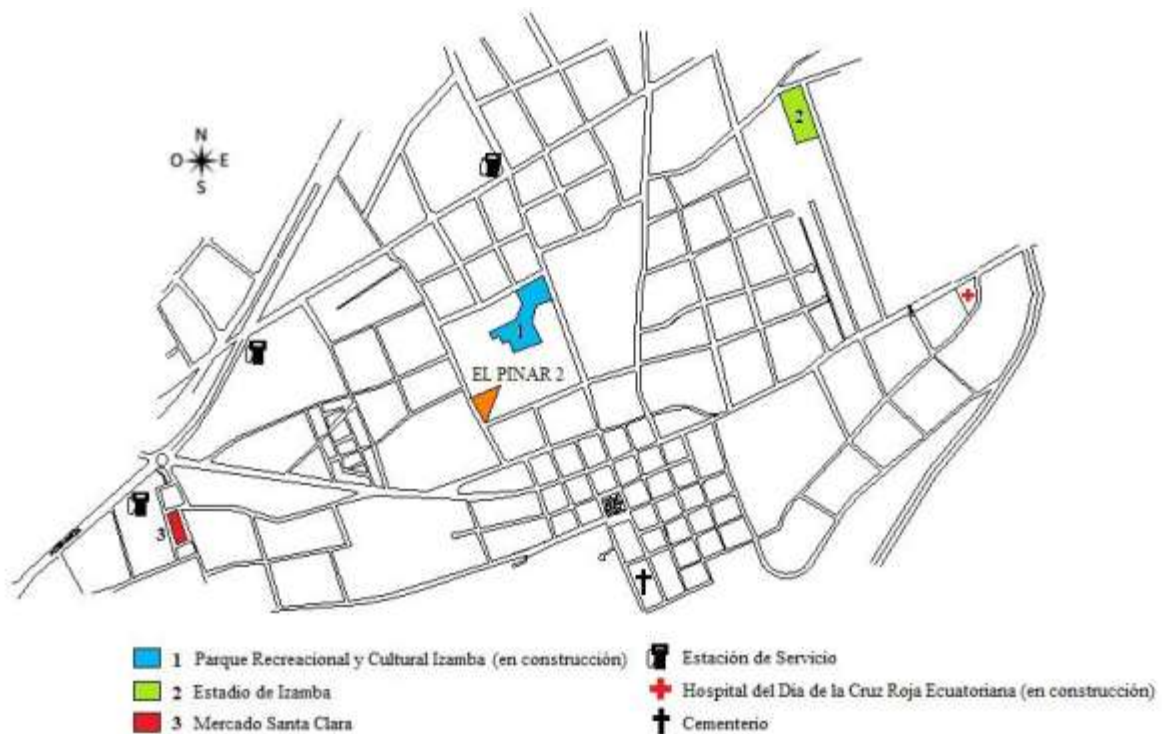 N
O E
S
2
1
EL PINAR 2
3
1 Parque Recreacional y Cultural Izamba (en construcción)
2 Estadio de Izamba
3 Mercado Santa Clara
Estación de Servicio
Hospital del Dia de la Cruz Roja Ecuatoriana (en construcción)
Cementerio